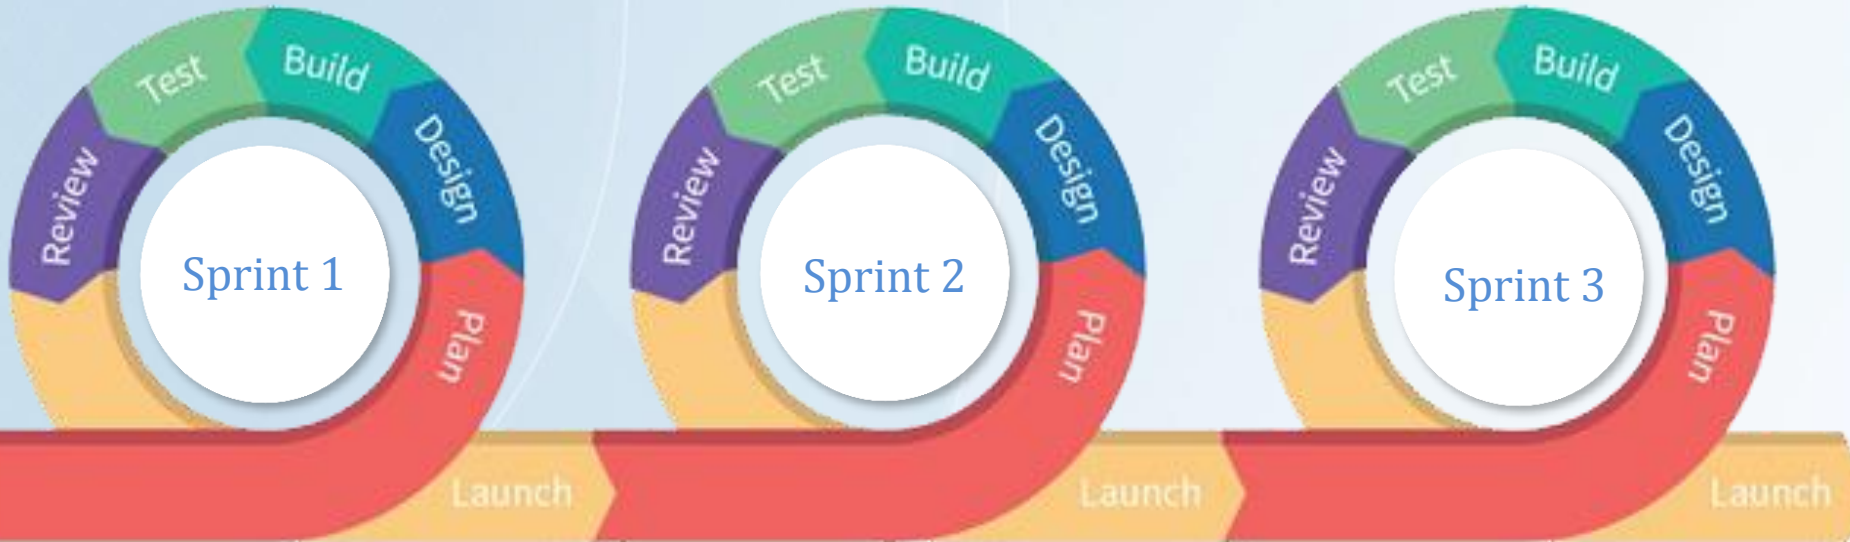 Test
Build
Design
Review
Sprint 1
Plan
Launch
Test
Build
Design
Review
Sprint 2
Plan
Launch
Test
Build
Design
Review
Sprint 3
Plan
Launch